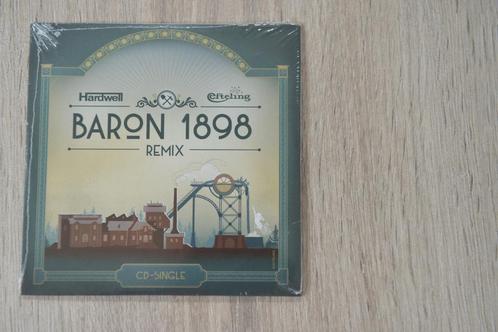 Hardwell Efteling
BARON 1898
REMIX
CD-SINGLE